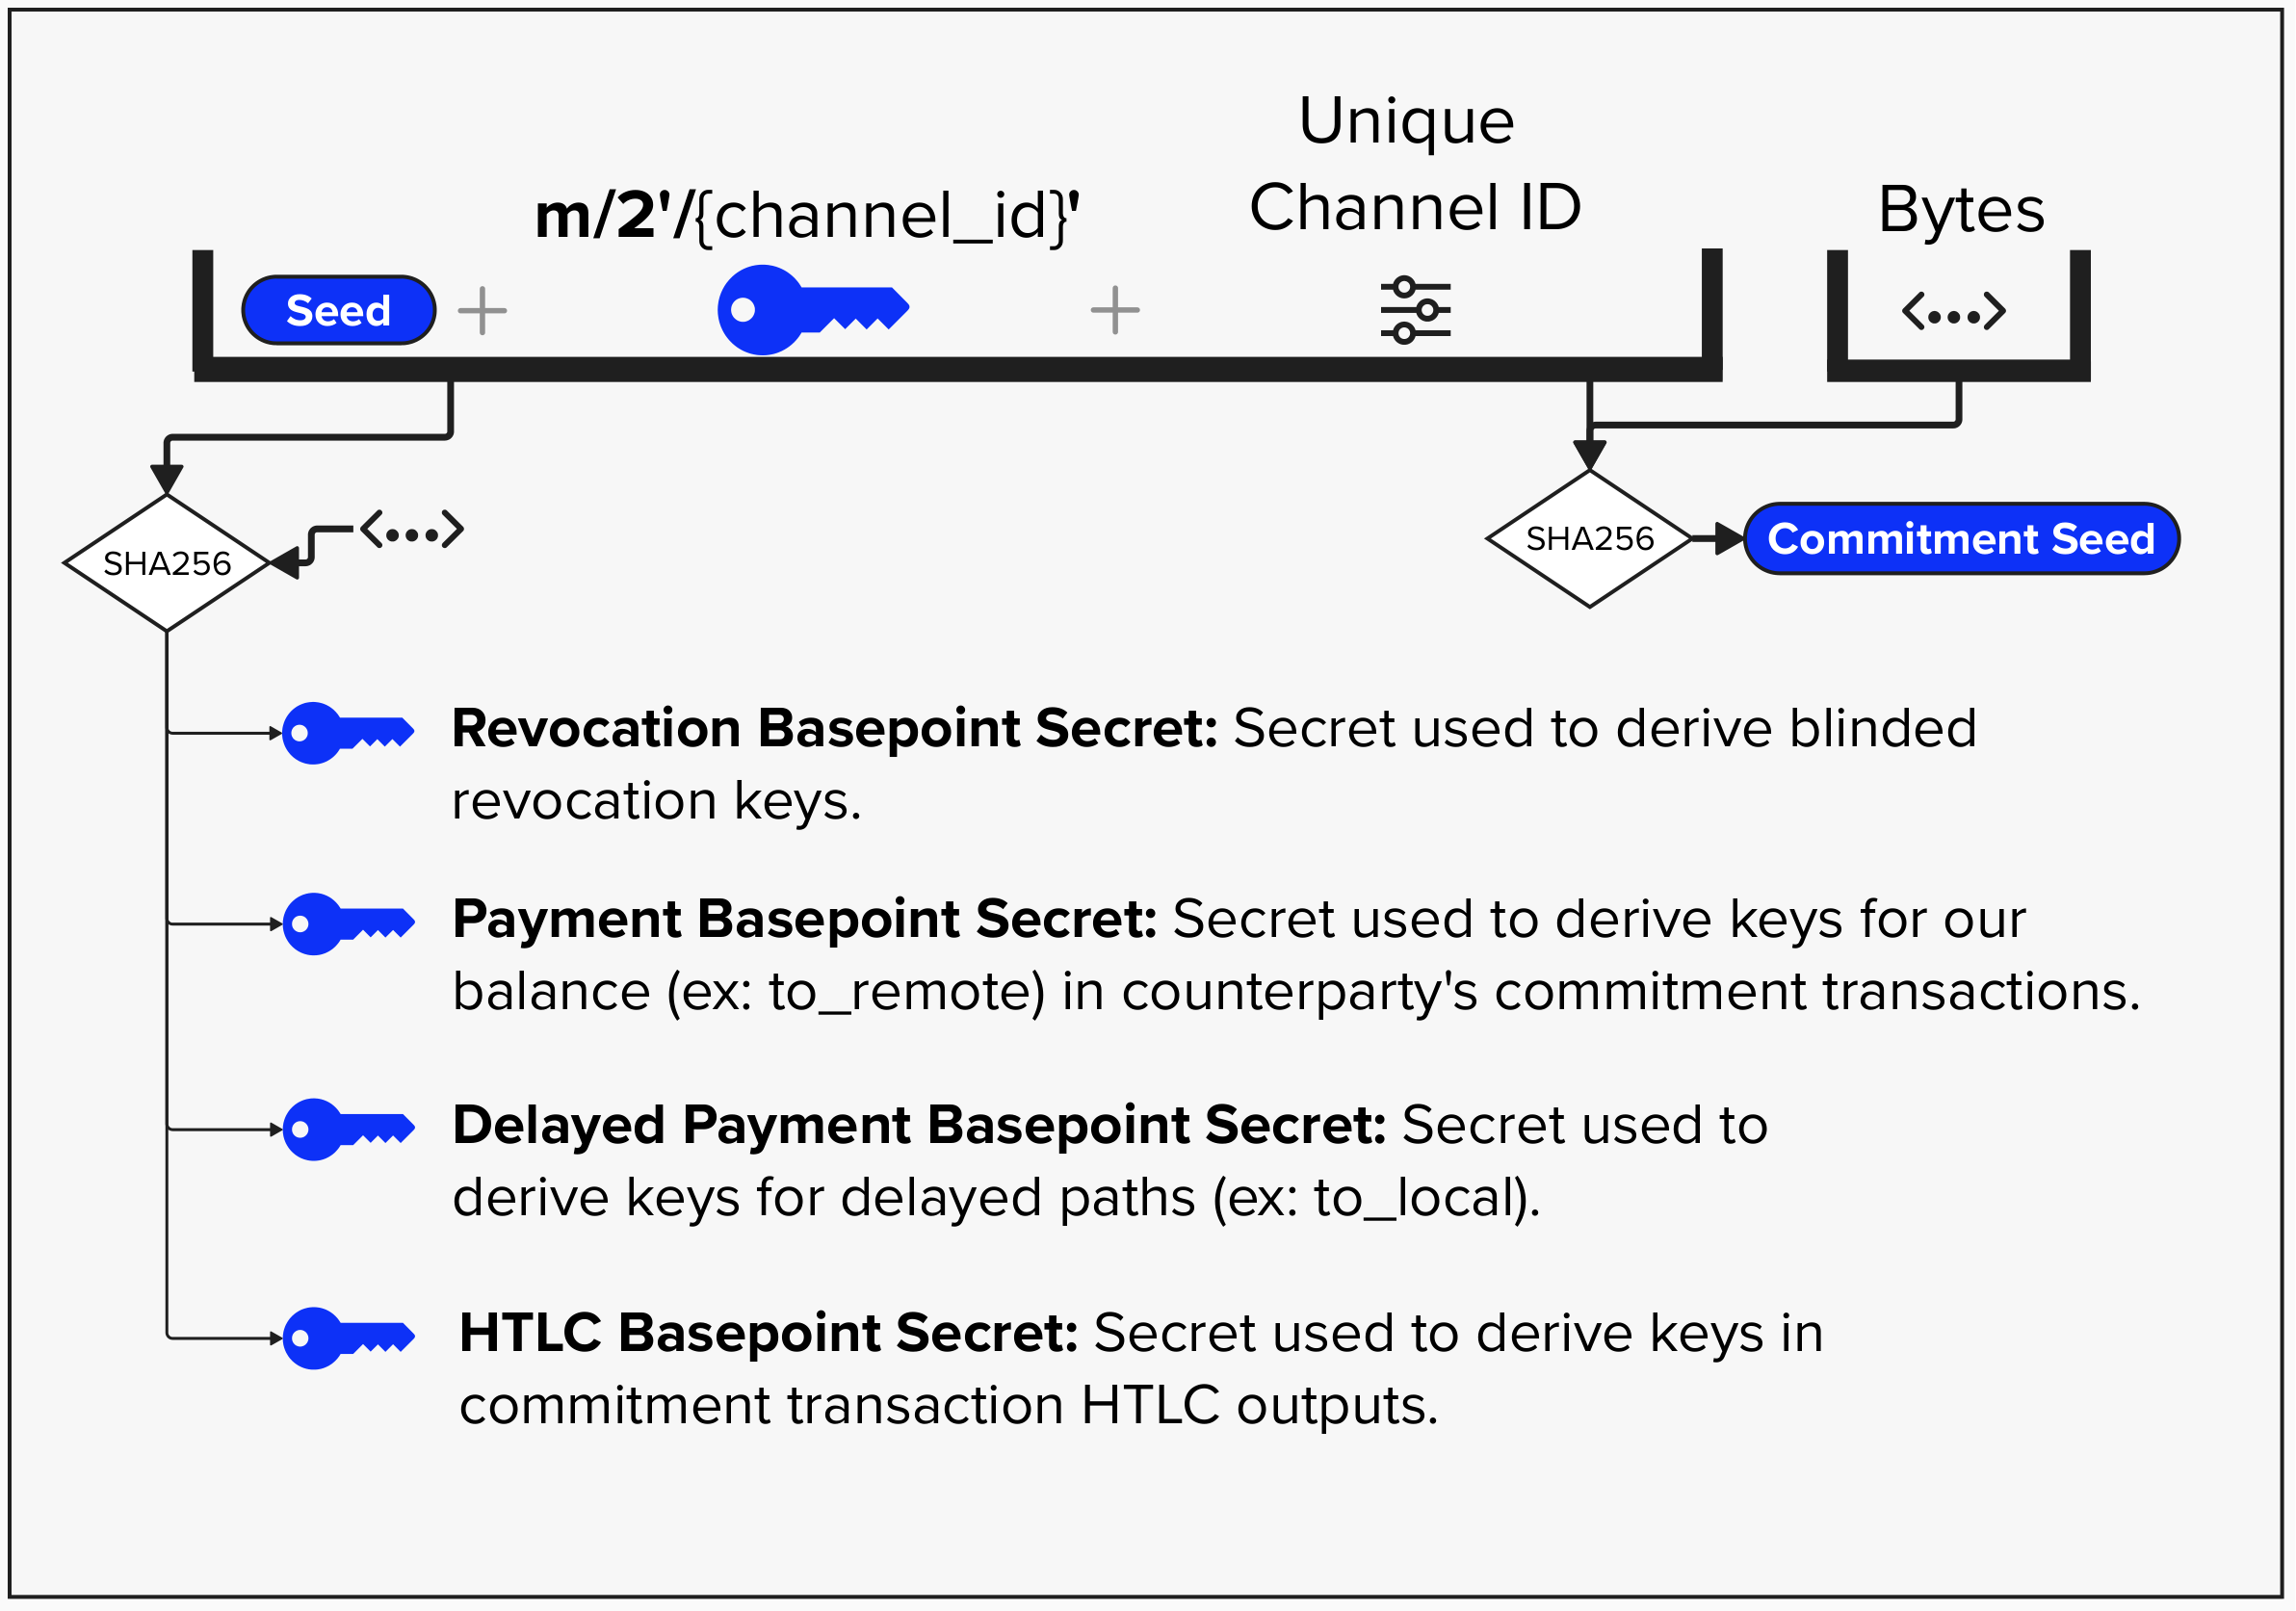 Unique
Channel ID
m/2'/{channel_id}'
Bytes
Seed
<...>
SHA256
<...>
SHA256
Commitment Seed
Revocation Basepoint Secret: Secret used to derive blinded
revocation keys.
Payment Basepoint Secret: Secret used to derive keys for our
balance (ex: to_remote) in counterparty's commitment transactions.
Delayed Payment Basepoint Secret: Secret used to
derive keys for delayed paths (ex: to_local).
HTLC Basepoint Secret: Secret used to derive keys in
commitment transaction HTLC outputs.